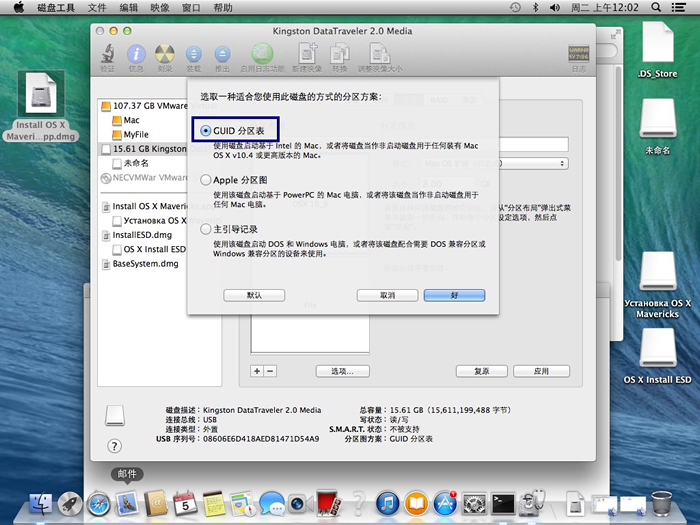 磁盘工具 文件 编辑 映像 窗口 帮助 周二 上午12:02
Kingston DataTraveler 2.0 Media
验证 信息 刻录 装载 推出 启用日志功能 新建映像 转换 调整映像大小 日志
选取一种适合您使用此磁盘的方式的分区方案:
GUID 分区表
使用磁盘启动基于 Intel 的 Mac，或者将磁盘当作非启动磁盘用于任何装有 Mac
OS X v10.4 或更高版本的 Mac。
Apple 分区图
使用该磁盘启动基于 PowerPC 的 Mac 电脑，或者将该磁盘当作非启动磁盘用于
任何 Mac 电脑。
主引导记录
使用该磁盘启动 DOS 和 Windows 电脑，或者将该磁盘配合需要 DOS 兼容分区或
Windows 兼容分区的设备来使用。
默认 取消 好
107.37 GB VMware
Mac
MyFile
15.61 GB Kingston
未命名
NECVMWar VMware
Install OS X Mavericks
Установка OS X
InstallESD.dmg
OS X Install ESD
BaseSystem.dmg
+ − 选项... 复原 应用
磁盘描述：Kingston DataTraveler 2.0 Media
连接总线：USB
连接类型：外置
USB 序列号：08606E6D418AED81471D54A9
总容量：15.61 GB（15,611,199,488 字节）
写状态：读/写
S.M.A.R.T. 状态：不被支持
分区图方案：GUID 分区表
?
Install OS X
Maveri...pp.dmg
.DS_Store
未命名
Установка OS X
Mavericks
OS X Install ESD
邮件
5
1